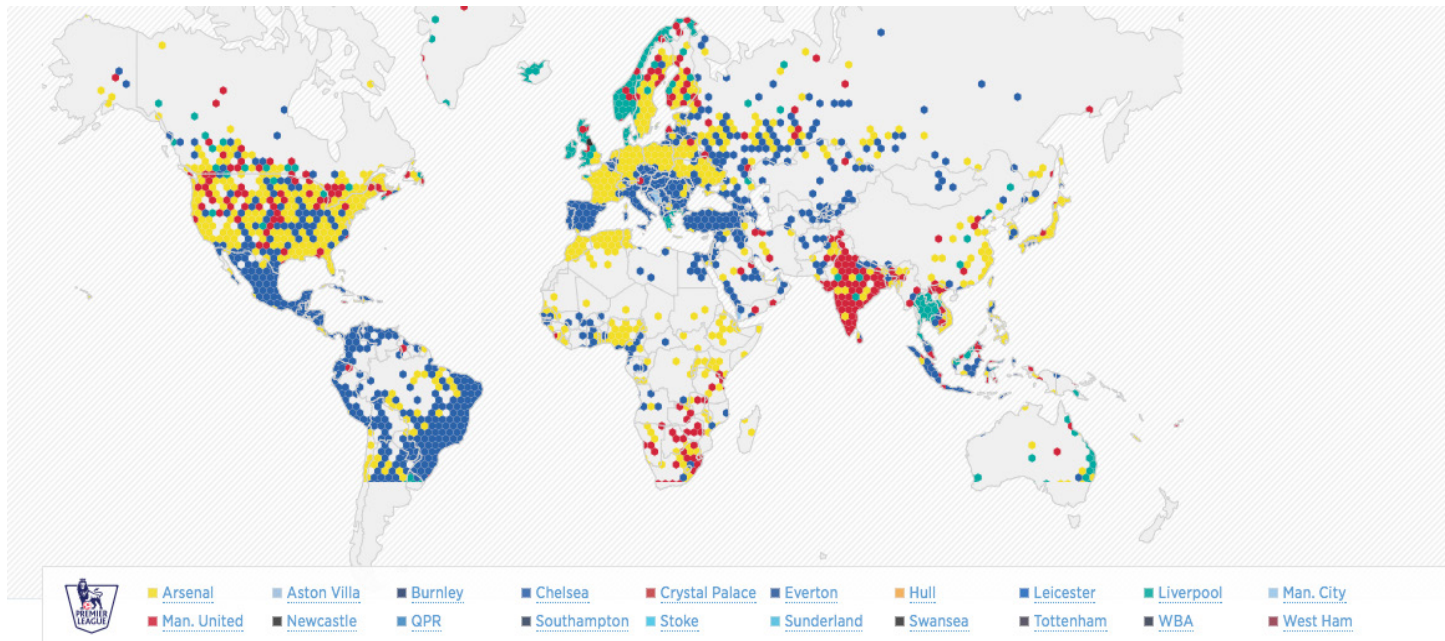 Arsenal Aston Villa Burnley Chelsea Crystal Palace Everton Hull Leicester Liverpool Man. City
PREMIER
LEAGUE
Man. United Newcastle QPR Southampton Stoke Sunderland Swansea Tottenham WBA West Ham